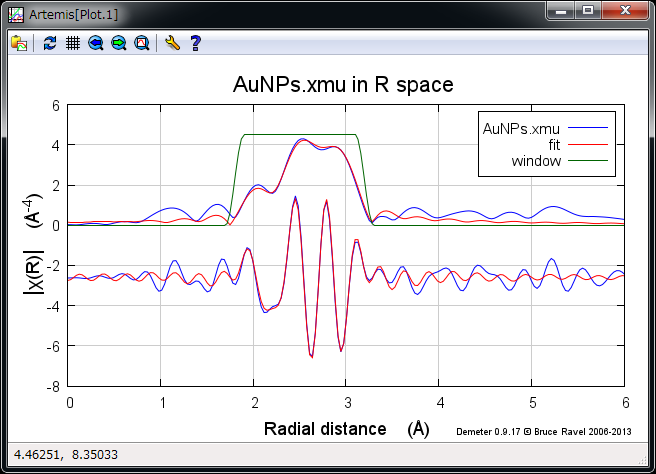 Artemis[Plot.1]
AuNPs.xmu in R space
AuNPs.xmu
fit
window
6
4
2
0
-2
-4
-6
-8
|χ(R)| (Å⁻⁴)
0 1 2 3 4 5 6
Radial distance (Å)
Demeter 0.9.17 © Bruce Ravel 2006-2013
4.46251, 8.35033